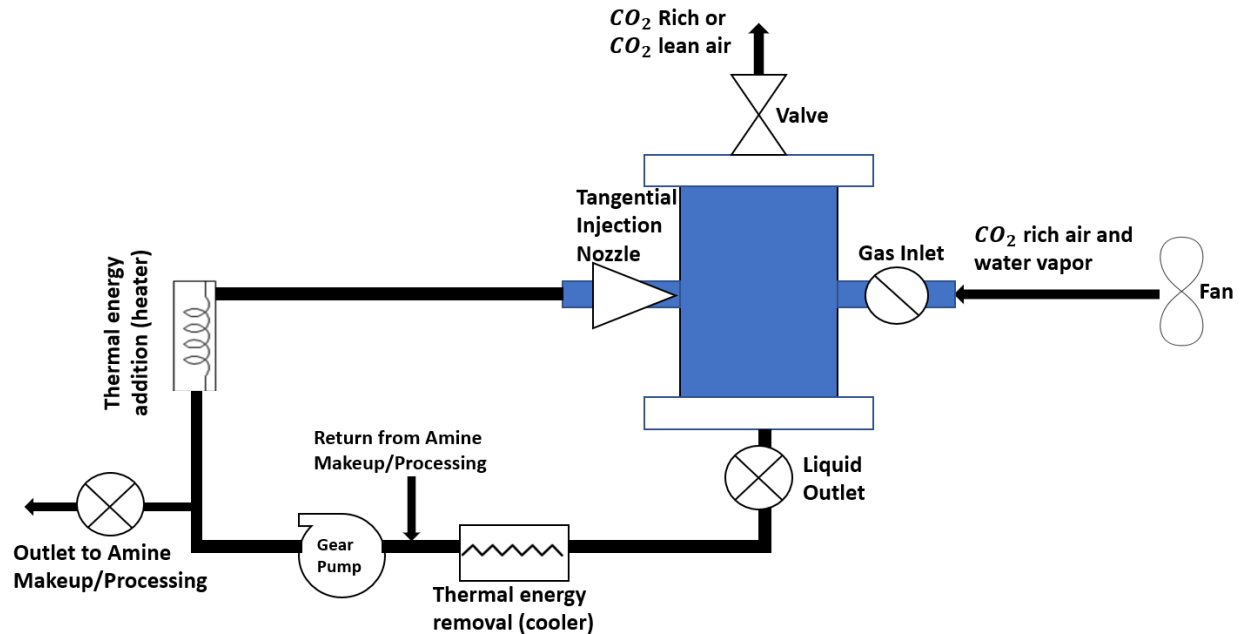 CO₂ Rich or
CO₂ lean air
Valve
Tangential
Injection
Nozzle
Gas Inlet
CO₂ rich air and
water vapor
Fan
Thermal energy
addition (heater)
Return from Amine
Makeup/Processing
Liquid
Outlet
Outlet to Amine
Makeup/Processing
Gear
Pump
Thermal energy
removal (cooler)